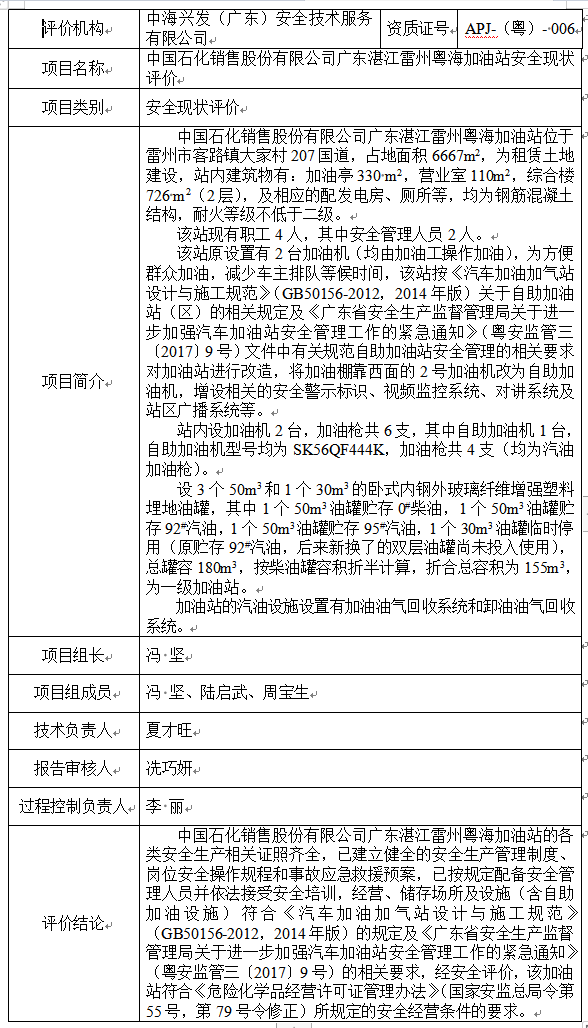 评价机构
中海兴发（广东）安全技术服务
有限公司
资质证号
APJ-（粤）-006
项目名称
中国石化销售股份有限公司广东湛江雷州粤海加油站安全现状
评价
项目类别
安全现状评价
项目简介
中国石化销售股份有限公司广东湛江雷州粤海加油站位于
雷州市客路镇大家村207国道，占地面积6667m²，为租赁土地
建设，站内建筑物有：加油亭330m²，营业室110m²，综合楼
726m²（2层），及相应的配发电房、厕所等，均为钢筋混凝土
结构，耐火等级不低于二级。
该站现有职工4人，其中安全管理人员2人。
该站原设置有2台加油机（均由加油工操作加油），为方便
群众加油，减少车主排队等候时间，该站按《汽车加油加气站
设计与施工规范》（GB50156-2012，2014年版）关于自助加油
站（区）的相关规定及《广东省安全生产监督管理局关于进一
步加强汽车加油站安全管理工作的紧急通知》（粤安监管三
〔2017〕9号）文件中有关规范自助加油站安全管理的相关要求
对加油站进行改造，将加油棚靠西面的2号加油机改为自助加
油机，增设相关的安全警示标识、视频监控系统、对讲系统及
站区广播系统等。
站内设加油机2台，加油枪共6支，其中自助加油机1台，
自助加油机型号均为SK56QF444K，加油枪共4支（均为汽油
加油枪）。
设3个50m³和1个30m³的卧式内钢外玻璃纤维增强塑料
埋地油罐，其中1个50m³油罐贮存0#柴油，1个50m³油罐贮
存92#汽油，1个50m³油罐贮存95#汽油，1个30m³油罐临时停
用（原贮存92#汽油，后来新换了的双层油罐尚未投入使用），
总罐容180m³，按柴油罐容积折半计算，折合总容积为155m³，
为一级加油站。
加油站的汽油设施设置有加油油气回收系统和卸油油气回收
系统。
项目组长
冯 坚
项目组成员
冯 坚、陆启武、周宝生
技术负责人
夏才旺
报告审核人
冼巧妍
过程控制负责人
李 丽
评价结论
中国石化销售股份有限公司广东湛江雷州粤海加油站的各
类安全生产相关证照齐全，已建立健全的安全生产管理制度、
岗位安全操作规程和事故应急救援预案，已按规定配备安全管
理人员并依法接受安全培训，经营、储存场所及设施（含自助
加油设施）符合《汽车加油加气站设计与施工规范》
（GB50156-2012，2014年版）的规定及《广东省安全生产监督
管理局关于进一步加强汽车加油站安全管理工作的紧急通知》
（粤安监管三〔2017〕9号）的相关要求，经安全评价，该加油
站符合《危险化学品经营许可证管理办法》（国家安监总局令第
55号，第79号令修正）所规定的安全经营条件的要求。